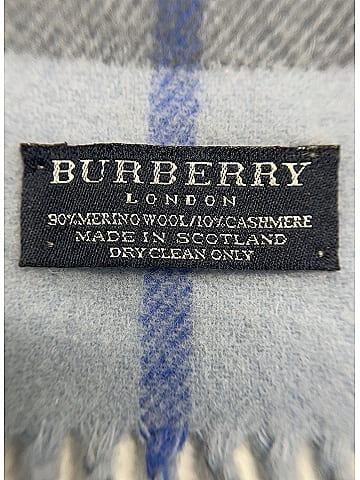 BURBERRY
LONDON
90% MERINO WOOL/10% CASHMERE
MADE IN SCOTLAND
DRY CLEAN ONLY